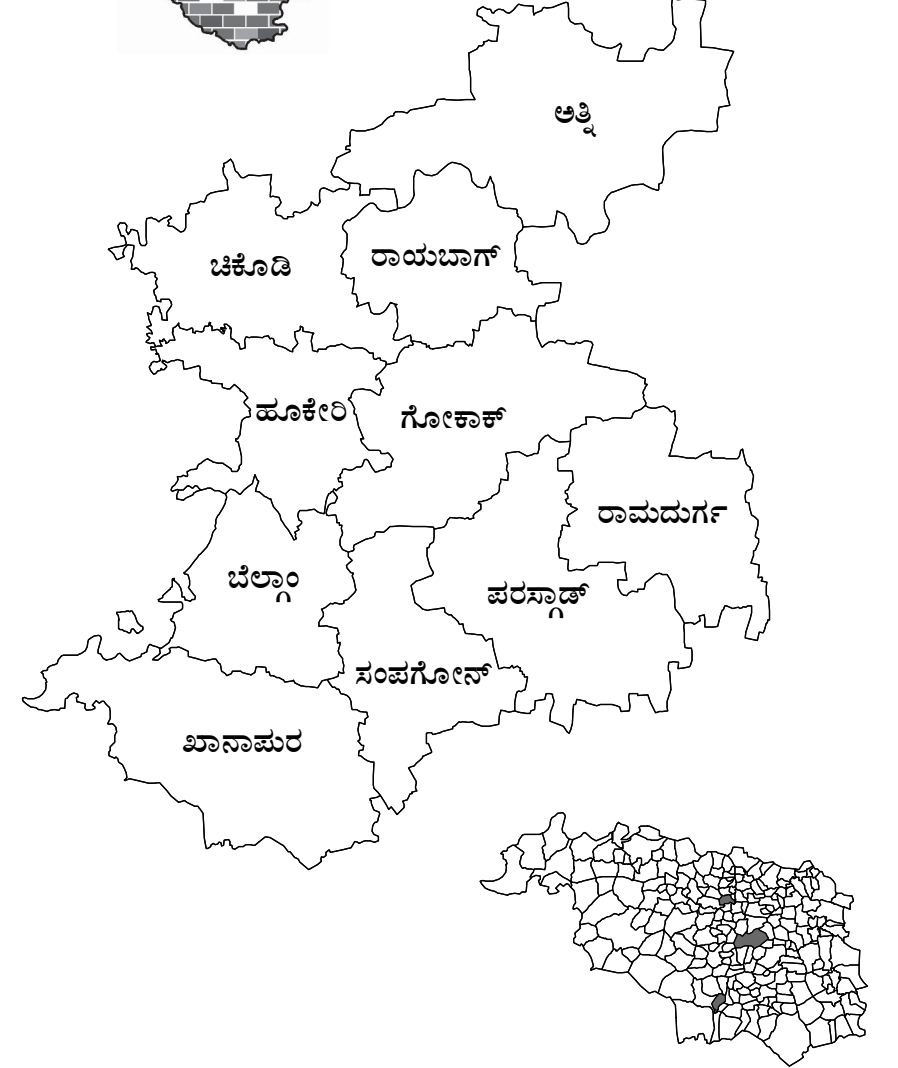 ಅತ್ನಿ
ಚಿಕೊಡಿ
ರಾಯಬಾಗ್
ಹೂಕೇರಿ
ಗೋಕಾಕ್
ರಾಮದುರ್ಗ
ಬೆಲ್ಗಾಂ
ಪರಸ್ಗಾಡ್
ಸಂಪಗೋನ್
ಖಾನಾಪುರ